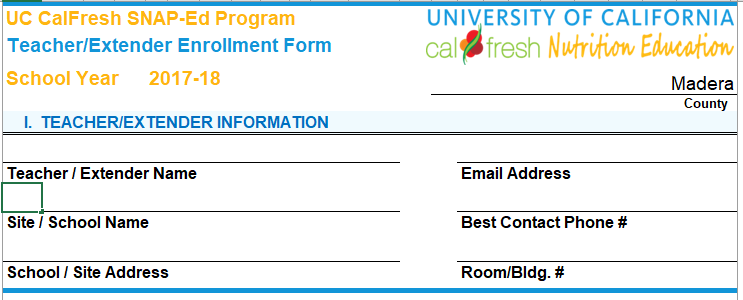 UC CalFresh SNAP-Ed Program
UNIVERSITY OF CALIFORNIA
Teacher/Extender Enrollment Form
cal fresh Nutrition Education
School Year 2017-18
Madera
County
I. TEACHER/EXTENDER INFORMATION
Teacher / Extender Name
Email Address
Site / School Name
Best Contact Phone #
School / Site Address
Room/Bldg. #